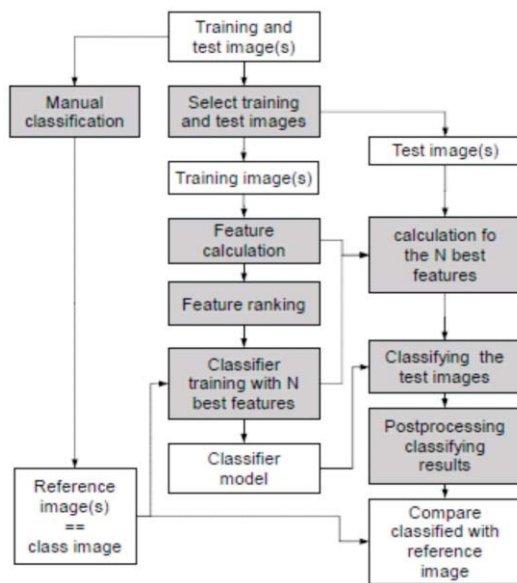 Training and
test image(s)
Manual
classification
Select training
and test images
Test image(s)
Training image(s)
Feature
calculation
calculation fo
the N best
features
Feature ranking
Classifier
training with N
best features
Classifying the
test images
Postprocessing
classifying
results
Classifier
model
Reference
image(s)
==
class image
Compare
classified with
reference
image